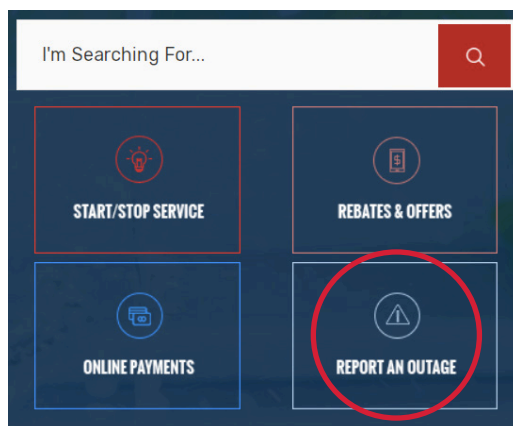 I'm Searching For...
START/STOP SERVICE
REBATES & OFFERS
ONLINE PAYMENTS
REPORT AN OUTAGE